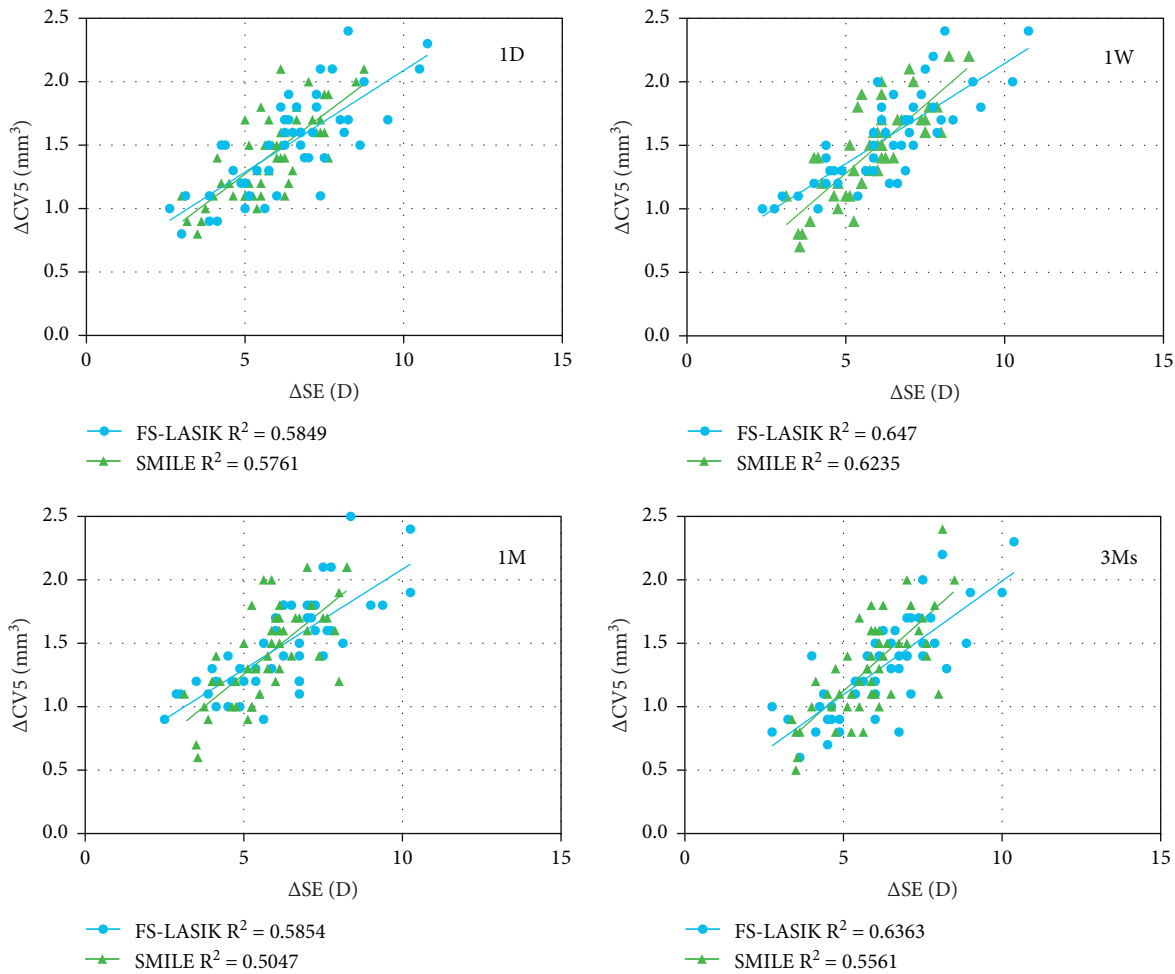 2.5
2.0
1.5
1.0
0.5
0.0
ΔCV5 (mm³)
1D
0 5 10 15
ΔSE (D)
FS-LASIK R² = 0.5849
SMILE R² = 0.5761
2.5
2.0
1.5
1.0
0.5
0.0
ΔCV5 (mm³)
1W
0 5 10 15
ΔSE (D)
FS-LASIK R² = 0.647
SMILE R² = 0.6235
2.5
2.0
1.5
1.0
0.5
0.0
ΔCV5 (mm³)
1M
0 5 10 15
ΔSE (D)
FS-LASIK R² = 0.5854
SMILE R² = 0.5047
2.5
2.0
1.5
1.0
0.5
0.0
ΔCV5 (mm³)
3Ms
0 5 10 15
ΔSE (D)
FS-LASIK R² = 0.6363
SMILE R² = 0.5561